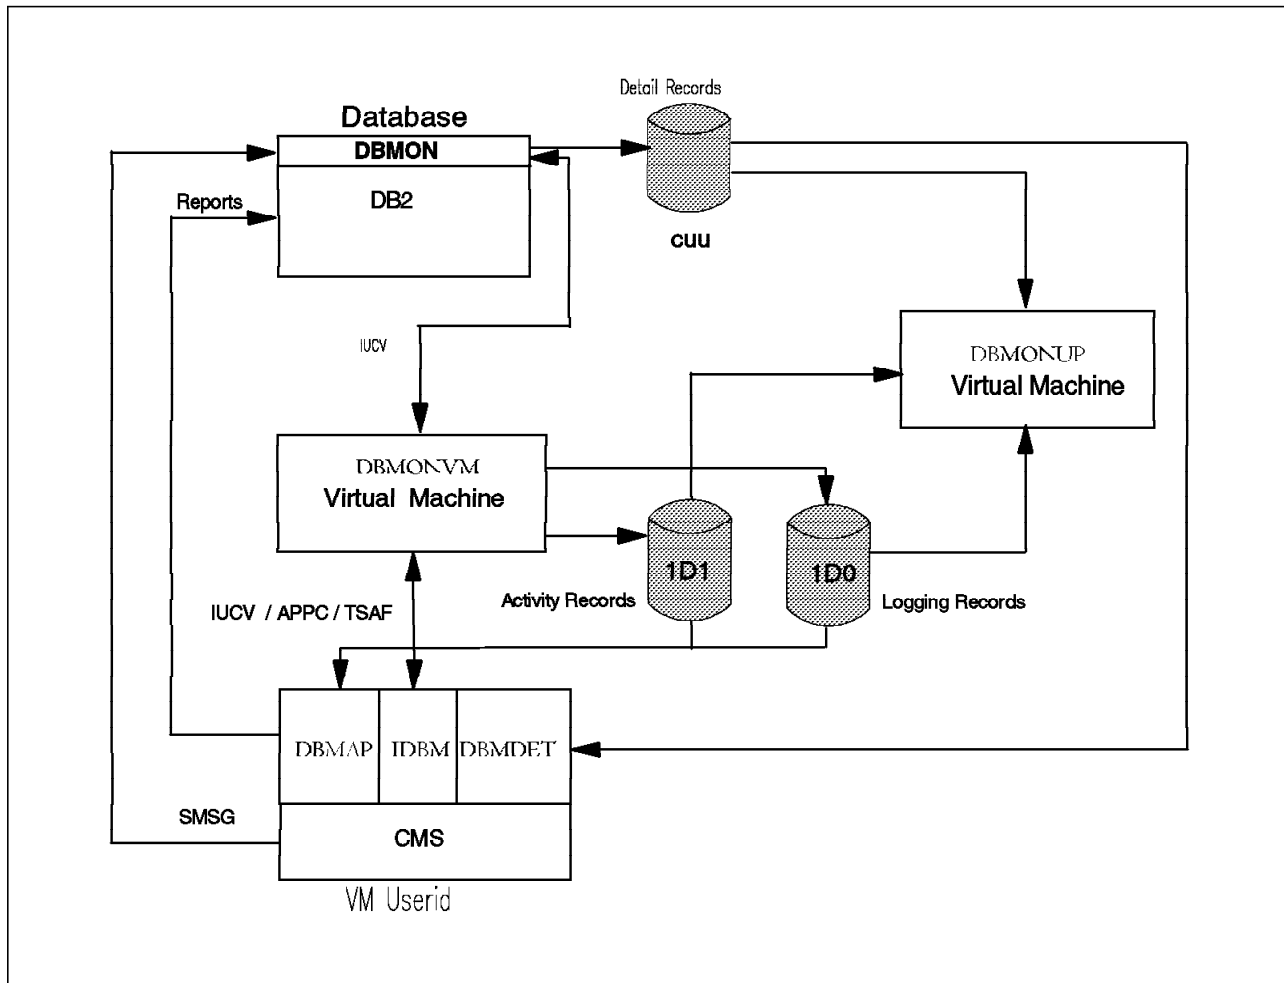 Detail Records
Database
DBMON
DB2
Reports
cuu
IUCV
DBMONUP
Virtual Machine
DBMONVM
Virtual Machine
1D1
1D0
Activity Records
Logging Records
IUCV / APPC / TSAF
DBMAP
IDBM
DBMDET
SMSG
CMS
VM Userid